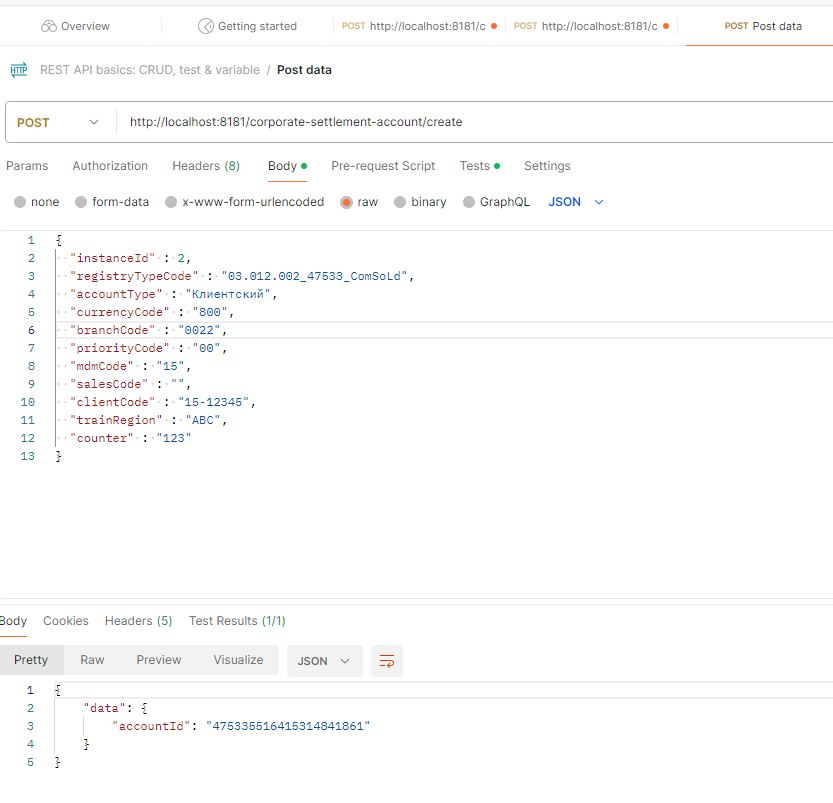 Overview
Getting started
POST http://localhost:8181/c
POST http://localhost:8181/c
POST Post data
HTTP REST API basics: CRUD, test & variable / Post data
POST http://localhost:8181/corporate-settlement-account/create
Params Authorization Headers (8) Body Pre-request Script Tests Settings
none form-data x-www-form-urlencoded raw binary GraphQL JSON
1 {
2 "instanceId" : 2,
3 "registryTypeCode" : "03.012.002_47533_ComSoLd",
4 "accountType" : "Клиентский",
5 "currencyCode" : "800",
6 "branchCode" : "0022",
7 "priorityCode" : "00",
8 "mdmCode" : "15",
9 "salesCode" : "",
10 "clientCode" : "15-12345",
11 "trainRegion" : "ABC",
12 "counter" : "123"
13 }
Body Cookies Headers (5) Test Results (1/1)
Pretty Raw Preview Visualize JSON
1 {
2 "data": {
3 "accountId": "475335516415314841861"
4 }
5 }